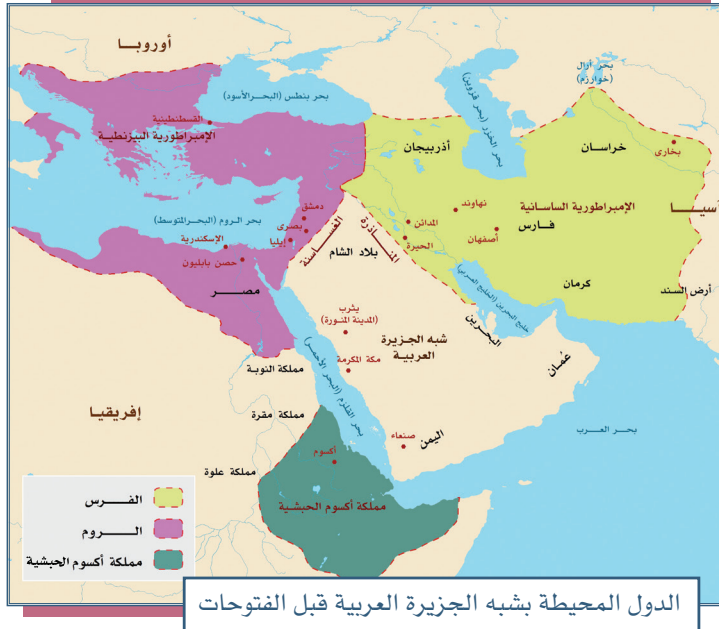 أوروبا
بحر آرال
(خوارزم)
بحر بنطس (البحر الأسود)
بحر الخزر (بحر قزوين)
القسطنطينية
الإمبراطورية البيزنطية
أذربيجان
خراسان
بخارى
آسيا
دمشق
بصرى
إيليا
بحر الروم (البحر المتوسط)
الإسكندرية
حصن بابليون
مصر
الغساسنة
المناذرة
بلاد الشام
المدائن
الحيرة
نهاوند
الإمبراطورية الساسانية
فارس
أصفهان
كرمان
أرض السند
خليج البحرين (الخليج العربي)
البحرين
يثرب
(المدينة المنورة)
شبه الجزيرة
العربية
مكة المكرمة
عُمان
مملكة النوبة
بحر القلزم (البحر الأحمر)
إفريقيا
مملكة مقرة
صنعاء
اليمن
بحر العرب
أكسوم
مملكة علوة
مملكة أكسوم الحبشية
الفرس
الروم
مملكة أكسوم الحبشية
الدول المحيطة بشبه الجزيرة العربية قبل الفتوحات